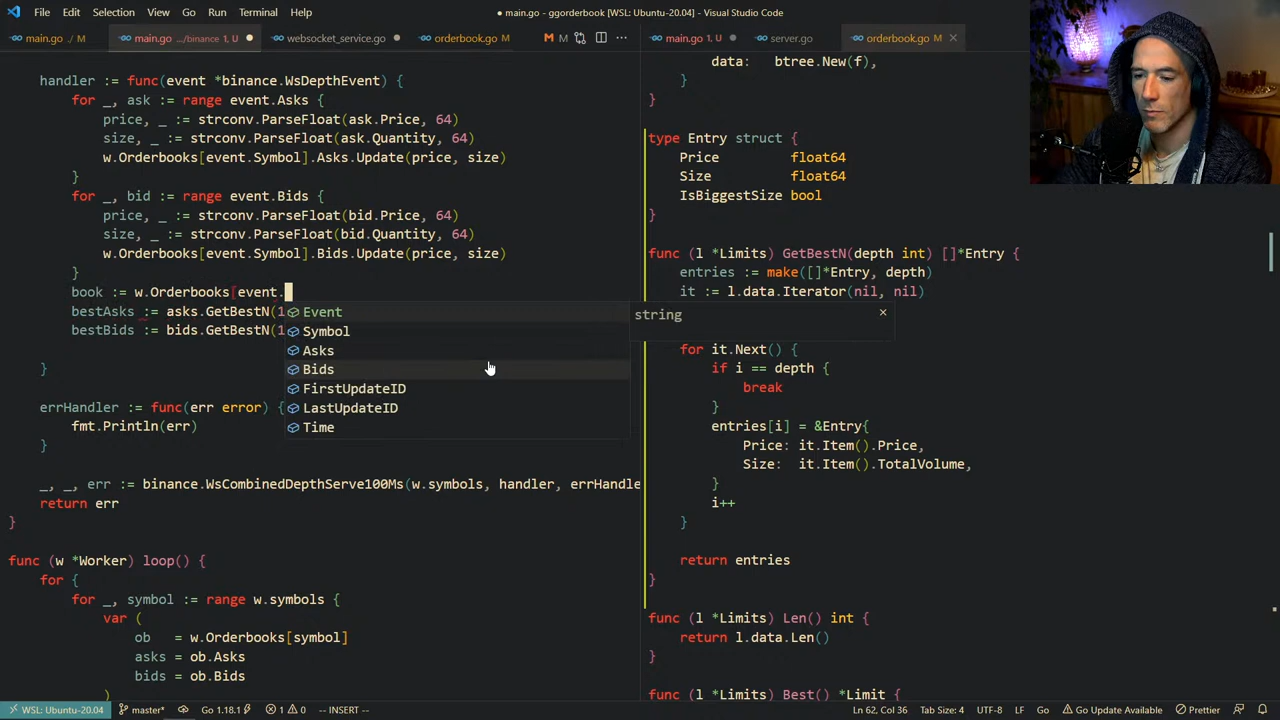 File Edit Selection View Go Run Terminal Help
● main.go - ggorderbook [WSL: Ubuntu-20.04] - Visual Studio Code
main.go ./ M
main.go .../binance 1, U ●
websocket_service.go ●
orderbook.go M
M M
main.go 1, U ●
server.go
orderbook.go M ×
handler := func(event *binance.WsDepthEvent) {
for _, ask := range event.Asks {
price, _ := strconv.ParseFloat(ask.Price, 64)
size, _ := strconv.ParseFloat(ask.Quantity, 64)
w.Orderbooks[event.Symbol].Asks.Update(price, size)
}
for _, bid := range event.Bids {
price, _ := strconv.ParseFloat(bid.Price, 64)
size, _ := strconv.ParseFloat(bid.Quantity, 64)
w.Orderbooks[event.Symbol].Bids.Update(price, size)
}
book := w.Orderbooks[event.
bestAsks := asks.GetBestN(1
bestBids := bids.GetBestN(1
Event
Symbol
Asks
Bids
FirstUpdateID
LastUpdateID
Time
string
}
errHandler := func(err error) {
fmt.Println(err)
}
_, _, err := binance.WsCombinedDepthServe100Ms(w.symbols, handler, errHandle
return err
}
func (w *Worker) loop() {
for {
for _, symbol := range w.symbols {
var (
ob = w.Orderbooks[symbol]
asks = ob.Asks
bids = ob.Bids
)
data: btree.New(f),
}
}
type Entry struct {
Price float64
Size float64
IsBiggestSize bool
}
func (l *Limits) GetBestN(depth int) []*Entry {
entries := make([]*Entry, depth)
it := l.data.Iterator(nil, nil)
for it.Next() {
if i == depth {
break
}
entries[i] = &Entry{
Price: it.Item().Price,
Size: it.Item().TotalVolume,
}
i++
}
return entries
}
func (l *Limits) Len() int {
return l.data.Len()
}
func (l *Limits) Best() *Limit {
WSL: Ubuntu-20.04 master* Go 1.18.1 1 0 -- INSERT -- Ln 62, Col 36 Tab Size: 4 UTF-8 LF Go Go Update Available Prettier